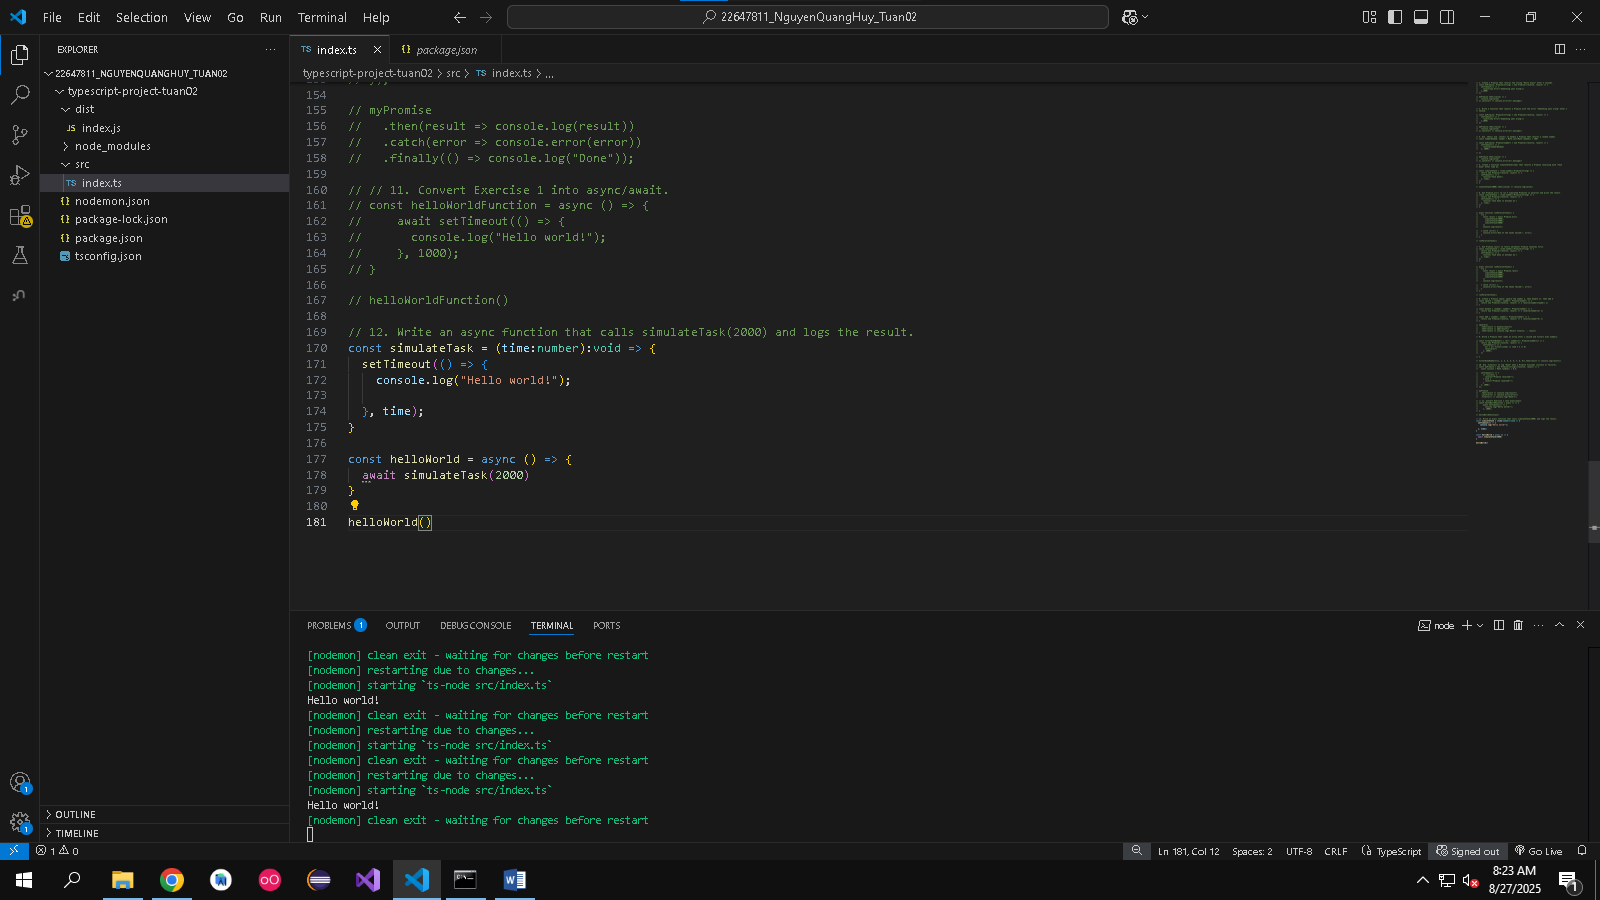 File Edit Selection View Go Run Terminal Help
22647811_NguyenQuangHuy_Tuan02
EXPLORER
22647811_NGUYENQUANGHUY_TUAN02
typescript-project-tuan02
dist
JS index.js
node_modules
src
TS index.ts
{} nodemon.json
{} package-lock.json
{} package.json
tsconfig.json
OUTLINE
TIMELINE
TS index.ts
{} package.json
typescript-project-tuan02 > src > TS index.ts > ...
154
155 // myPromise
156 //   .then(result => console.log(result))
157 //   .catch(error => console.error(error))
158 //   .finally(() => console.log("Done"));
159
160 // // 11. Convert Exercise 1 into async/await.
161 // const helloWorldFunction = async () => {
162 //     await setTimeout(() => {
163 //       console.log("Hello world!");
164 //     }, 1000);
165 // }
166
167 // helloWorldFunction()
168
169 // 12. Write an async function that calls simulateTask(2000) and logs the result.
170 const simulateTask = (time:number):void => {
171   setTimeout(() => {
172     console.log("Hello world!");
173
174   }, time);
175 }
176
177 const helloWorld = async () => {
178   await simulateTask(2000)
179 }
180
181 helloWorld()
PROBLEMS 1 OUTPUT DEBUG CONSOLE TERMINAL PORTS
node
[nodemon] clean exit - waiting for changes before restart
[nodemon] restarting due to changes...
[nodemon] starting `ts-node src/index.ts`
Hello world!
[nodemon] clean exit - waiting for changes before restart
[nodemon] restarting due to changes...
[nodemon] starting `ts-node src/index.ts`
[nodemon] clean exit - waiting for changes before restart
[nodemon] restarting due to changes...
[nodemon] starting `ts-node src/index.ts`
Hello world!
[nodemon] clean exit - waiting for changes before restart
1
1
1 0
Ln 181, Col 12 Spaces: 2 UTF-8 CRLF TypeScript Signed out Go Live
8:23 AM
8/27/2025
1